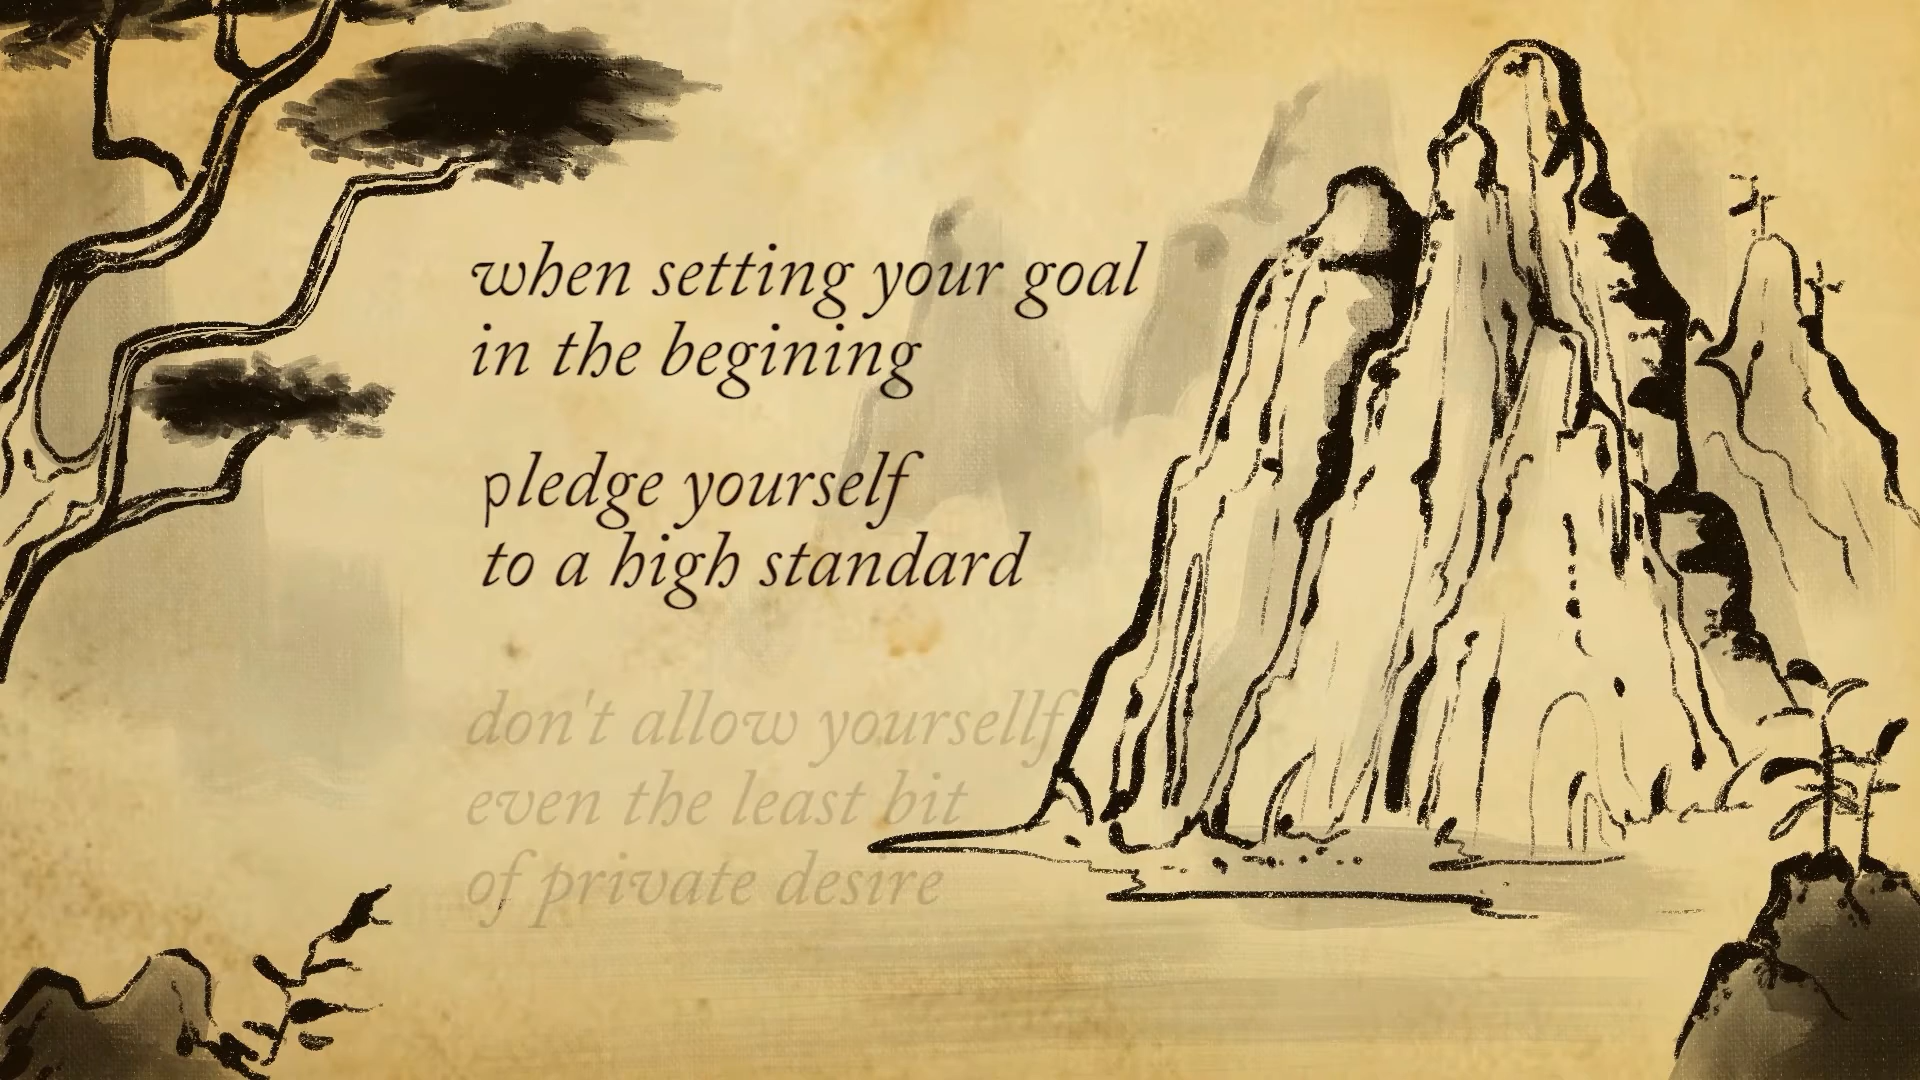 when setting your goal
in the begining
pledge yourself
to a high standard
don't allow yoursellf
even the least bit
of private desire